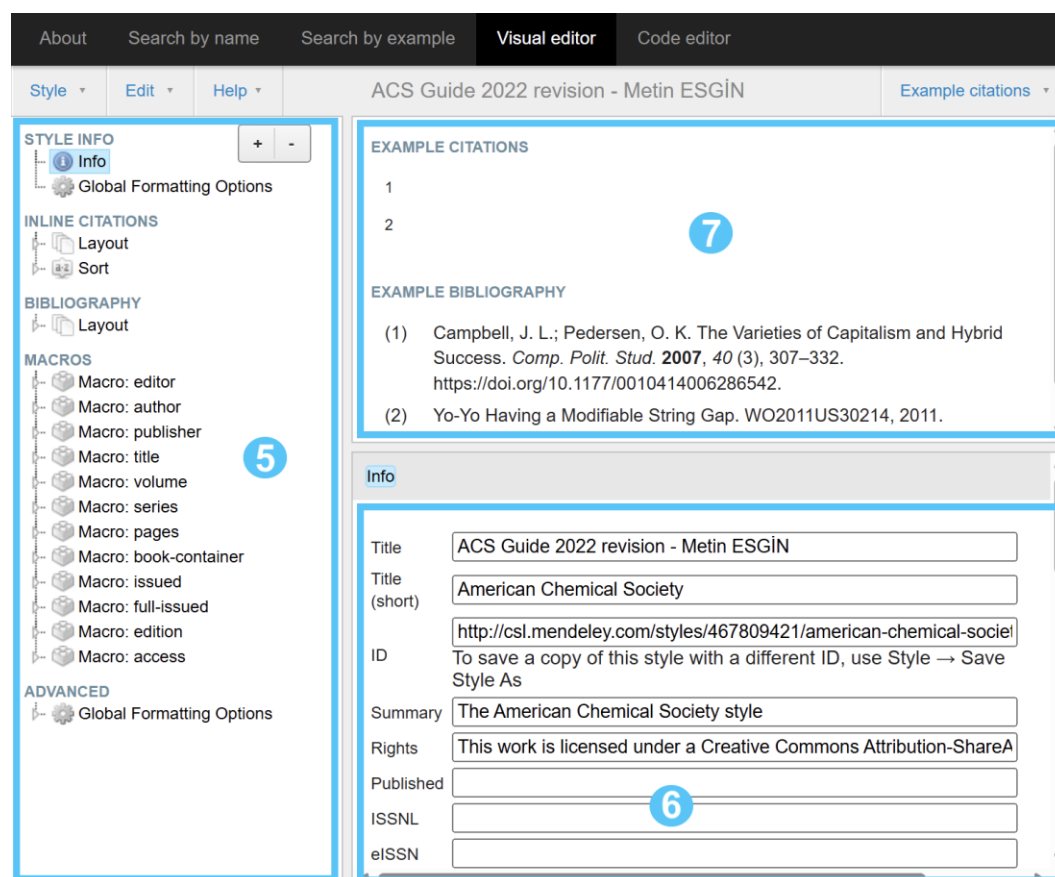 About Search by name Search by example Visual editor Code editor
Style Edit Help ACS Guide 2022 revision - Metin ESGİN Example citations
STYLE INFO
+ -
Info
Global Formatting Options
INLINE CITATIONS
Layout
a-z Sort
BIBLIOGRAPHY
Layout
MACROS
Macro: editor
Macro: author
Macro: publisher
Macro: title
Macro: volume
Macro: series
Macro: pages
Macro: book-container
Macro: issued
Macro: full-issued
Macro: edition
Macro: access
ADVANCED
Global Formatting Options
5
EXAMPLE CITATIONS
1
2
7
EXAMPLE BIBLIOGRAPHY
(1) Campbell, J. L.; Pedersen, O. K. The Varieties of Capitalism and Hybrid
Success. Comp. Polit. Stud. 2007, 40 (3), 307–332.
https://doi.org/10.1177/0010414006286542.
(2) Yo-Yo Having a Modifiable String Gap. WO2011US30214, 2011.
Info
Title ACS Guide 2022 revision - Metin ESGİN
Title
(short) American Chemical Society
http://csl.mendeley.com/styles/467809421/american-chemical-societ
ID To save a copy of this style with a different ID, use Style → Save
Style As
Summary The American Chemical Society style
Rights This work is licensed under a Creative Commons Attribution-ShareA
Published
6
ISSNL
eISSN